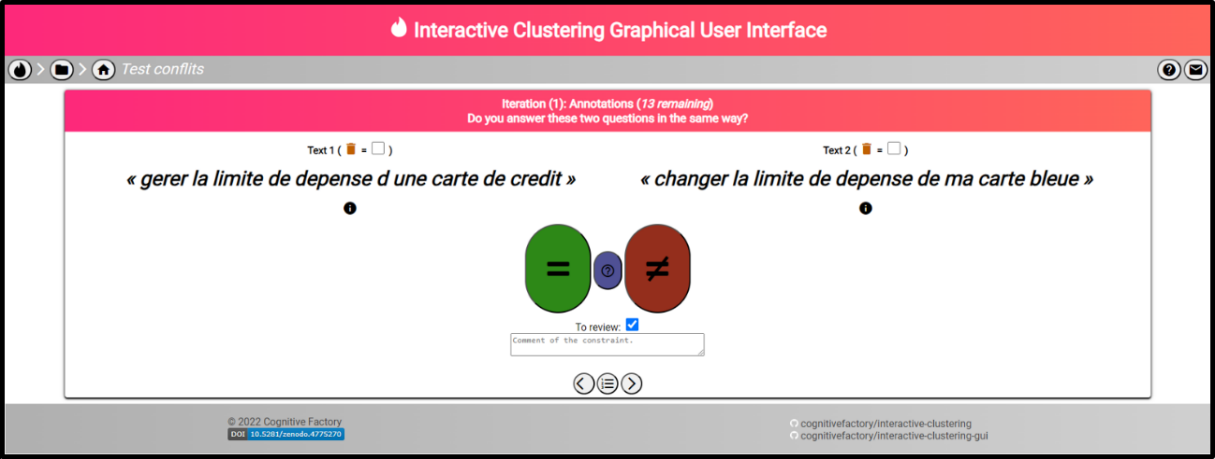 Interactive Clustering Graphical User Interface
Test conflits
Iteration (1): Annotations (13 remaining)
Do you answer these two questions in the same way?
Text 1 ( = )
Text 2 ( = )
« gerer la limite de depense d une carte de credit »
« changer la limite de depense de ma carte bleue »
= ? ≠
To review:
Comment of the constraint.
© 2022 Cognitive Factory
DOI 10.5281/zenodo.4775270
cognitivefactory/interactive-clustering
cognitivefactory/interactive-clustering-gui